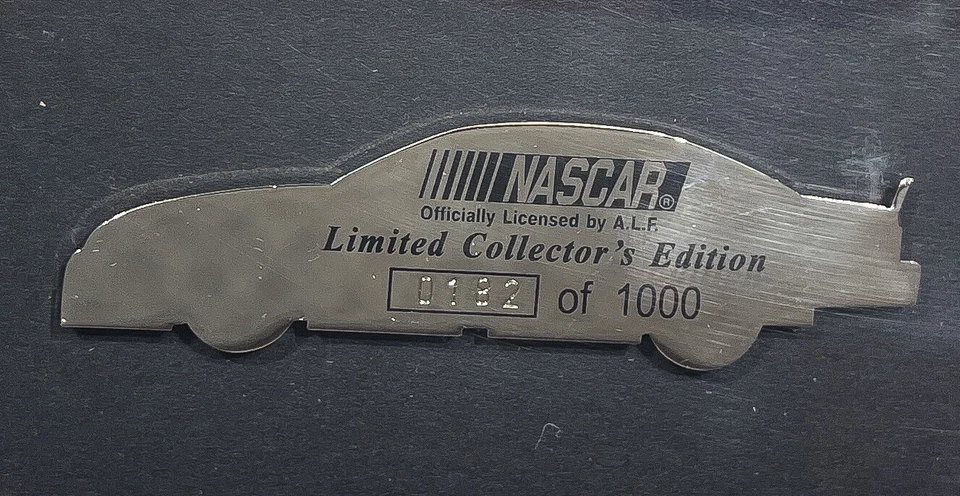 NASCAR®
Officially Licensed by A.L.F.
Limited Collector's Edition
0182 of 1000